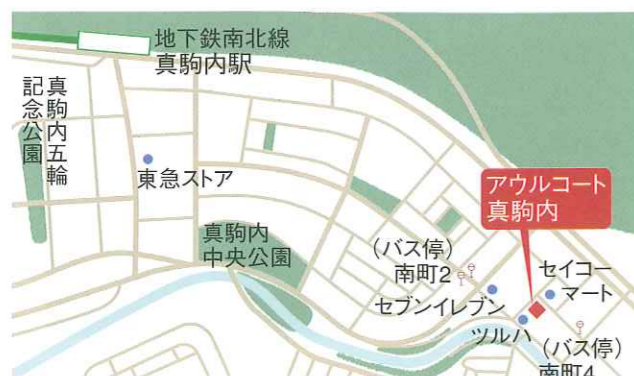 地下鉄南北線
真駒内駅
真駒内五輪
記念公園
東急ストア
アウルコート
真駒内
真駒内
中央公園
(バス停)
南町2
セイコー
マート
セブンイレブン
ツルハ
(バス停)
南町4